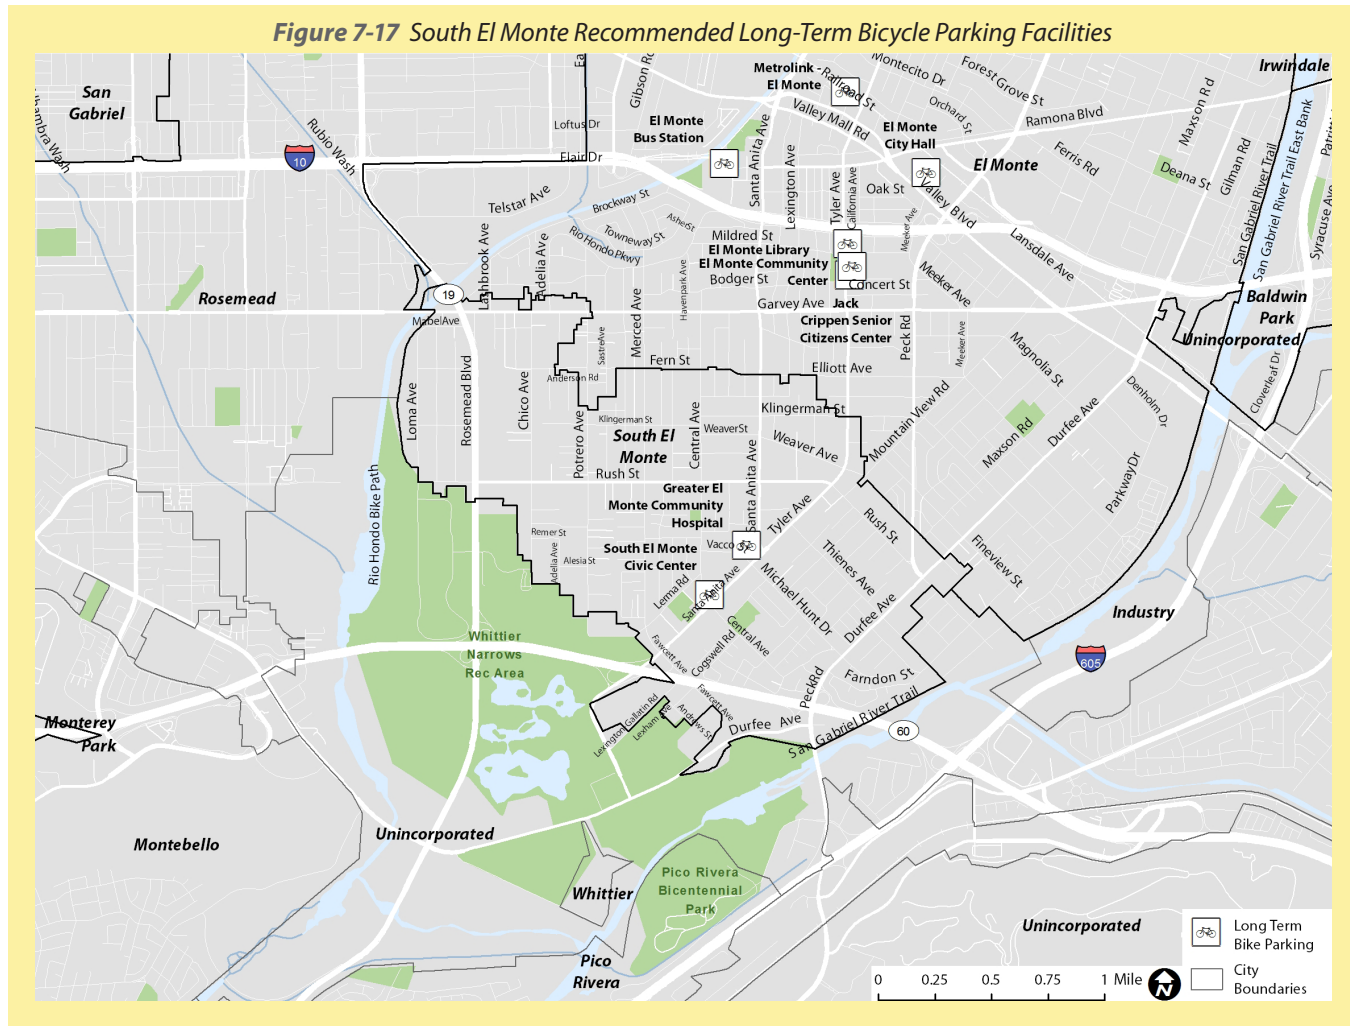 Figure 7-17 South El Monte Recommended Long-Term Bicycle Parking Facilities
San
Gabriel
10
Rubio Wash
Loftus Dr
Flair Dr
Gibson Rd
Metrolink -
El Monte
Railroad St
Montecito Dr
Forest Grove St
Orchard St
Ramona Blvd
Maxson Rd
Irwindale
El Monte
Bus Station
Valley Mall Rd
El Monte
City Hall
El Monte
Ferris Rd
Deana St
Gilman Rd
San Gabriel River Trail
San Gabriel River Trail East Bank
Syracuse Ave
Telstar Ave
Brockway St
Santa Anita Ave
Lexington Ave
Tyler Ave
California Ave
Oak St
Valley Blvd
Meeker Ave
Asher St
Towneway St
Rio Hondo Pkwy
Mildred St
El Monte Library
El Monte Community
Center
Bodger St
Concert St
Meeker Ave
Lansdale Ave
Lashbrook Ave
Adelia Ave
Rosemead
19
Mabel Ave
Merced Ave
Havenpark Ave
Garvey Ave
Jack
Crippen Senior
Citizens Center
Peck Rd
Meeker Ave
Baldwin
Park
Unincorporated
Sastre Ave
Fern St
Elliott Ave
Magnolia St
Cloverleaf Dr
Anderson Rd
Loma Ave
Rosemead Blvd
Chico Ave
Potrero Ave
Klingerman St
Central Ave
Klingerman St
Weaver St
Weaver Ave
Mountain View Rd
Maxson Rd
Durfee Ave
Denholm Dr
South El
Monte
Rush St
Santa Anita Ave
Parkway Dr
Rio Hondo Bike Path
Greater El
Monte Community
Hospital
Tyler Ave
Rush St
Remer St
Adelia Ave
Alesia St
South El Monte
Civic Center
Vacco
Thienes Ave
Fineview St
Lerma Rd
Santa Anita Ave
Michael Hunt Dr
Durfee Ave
Industry
605
Whittier
Narrows
Rec Area
Fawcett Ave
Cogswell Rd
Central Ave
Peck Rd
Farndon St
Monterey
Park
Lexington
Gallatin Rd
Lexham Ave
Andrews St
Fawcett Ave
Durfee Ave
San Gabriel River Trail
60
Unincorporated
Montebello
Whittier
Pico Rivera
Bicentennial
Park
Unincorporated
Pico
Rivera
0 0.25 0.5 0.75 1 Mile
N
Long Term
Bike Parking
City
Boundaries